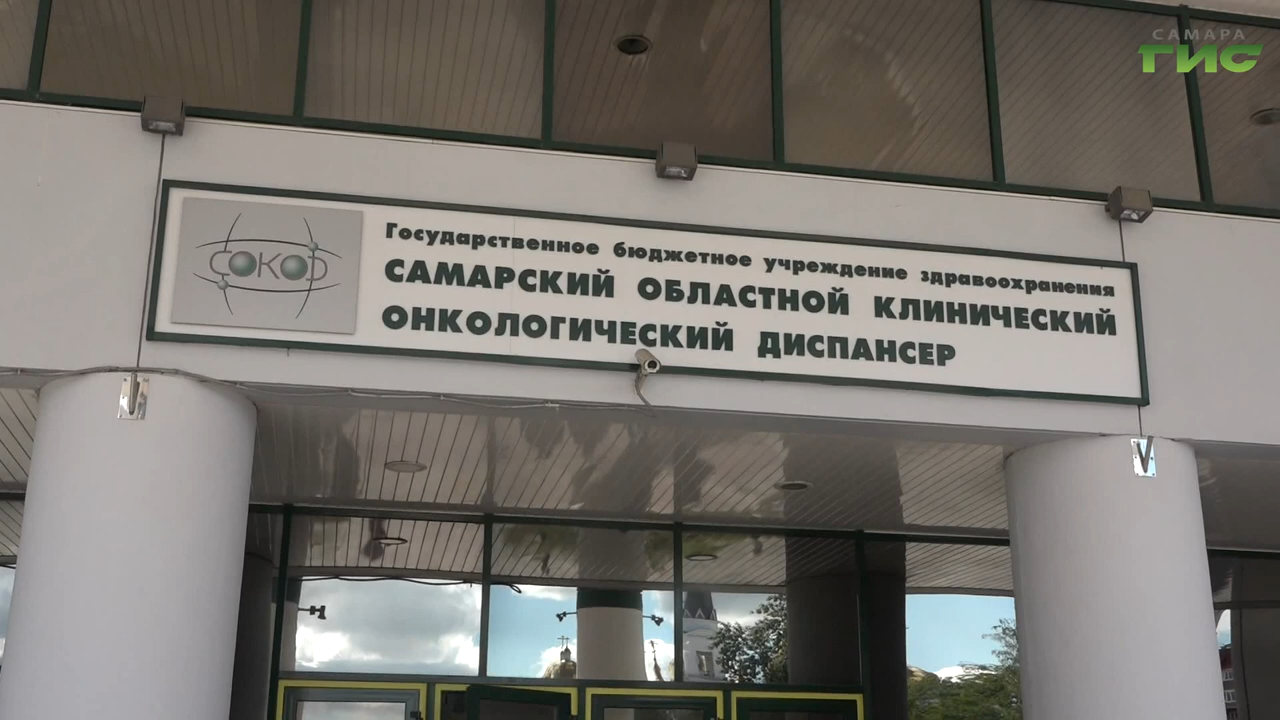 САМАРА
ГИС
СОКОД
Государственное бюджетное учреждение здравоохранения
САМАРСКИЙ ОБЛАСТНОЙ КЛИНИЧЕСКИЙ
ОНКОЛОГИЧЕСКИЙ ДИСПАНСЕР